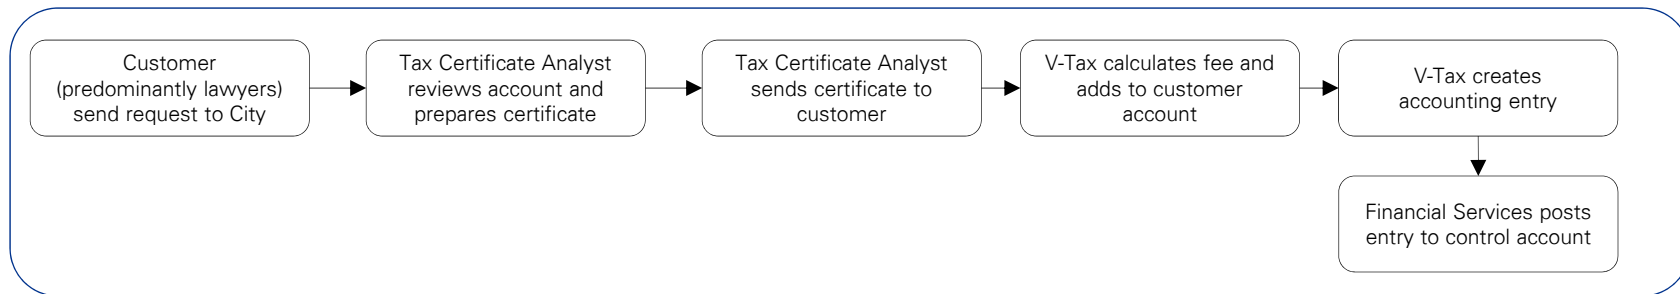 Customer
(predominantly lawyers)
send request to City
Tax Certificate Analyst
reviews account and
prepares certificate
Tax Certificate Analyst
sends certificate to
customer
V-Tax calculates fee and
adds to customer
account
V-Tax creates
accounting entry
Financial Services posts
entry to control account